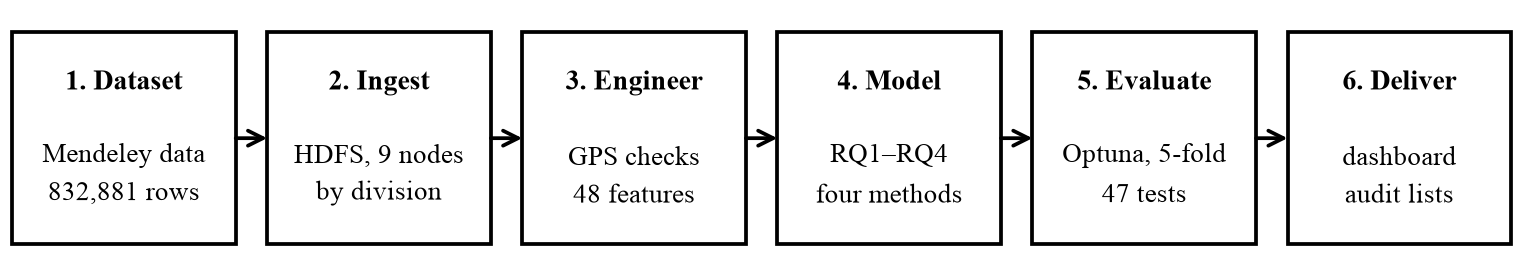 1. Dataset
Mendeley data
832,881 rows
2. Ingest
HDFS, 9 nodes
by division
3. Engineer
GPS checks
48 features
4. Model
RQ1–RQ4
four methods
5. Evaluate
Optuna, 5-fold
47 tests
6. Deliver
dashboard
audit lists